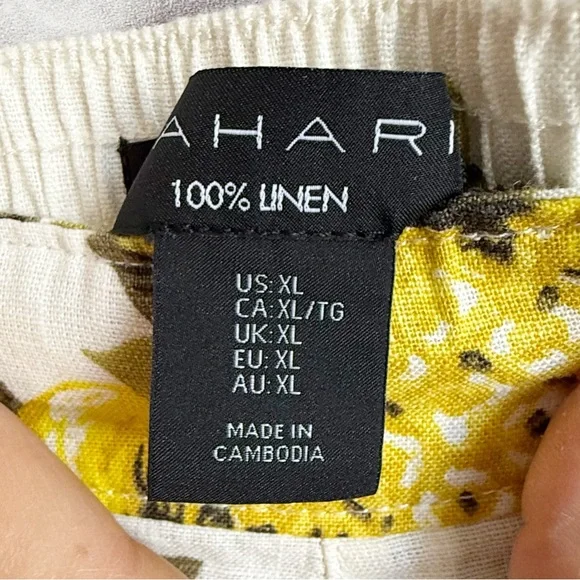 AHARI
100% LINEN
US: XL
CA: XL/TG
UK: XL
EU: XL
AU: XL
MADE IN
CAMBODIA